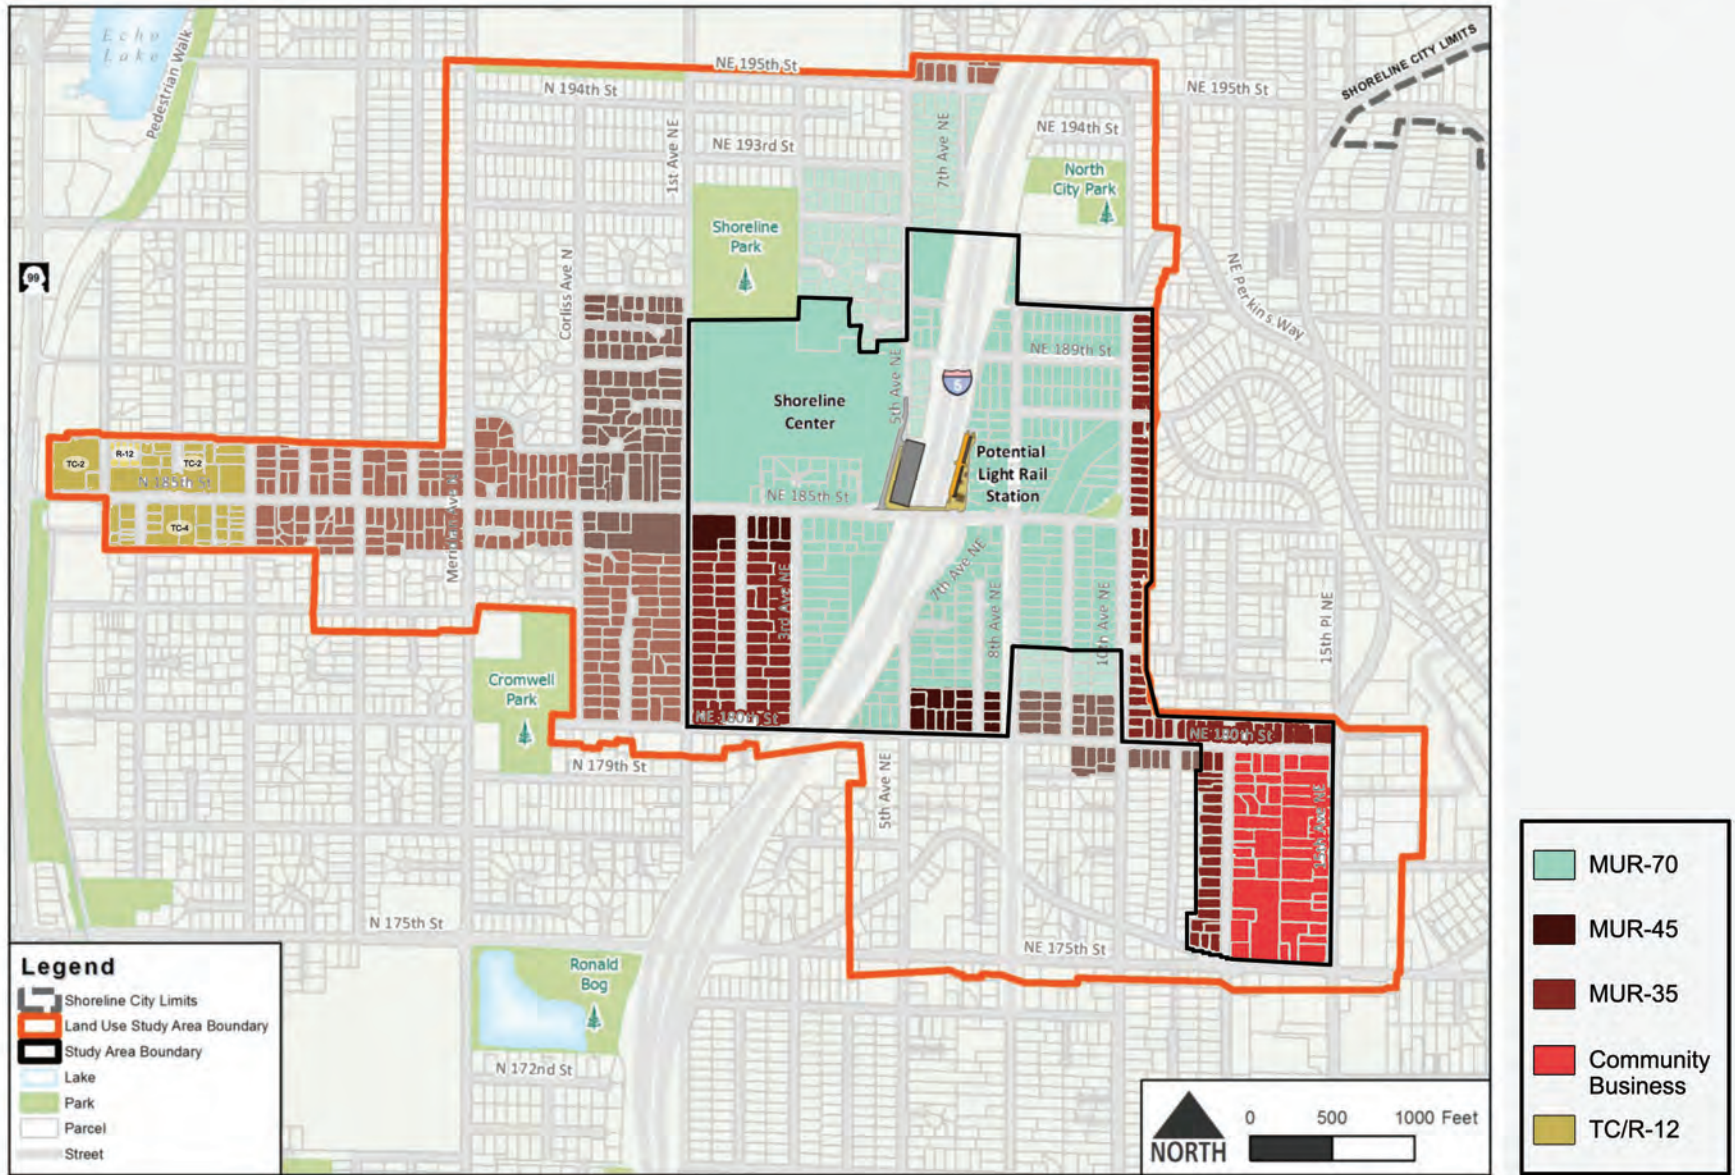 Echo
Lake
Pedestrian Walk
NE 195th St
N 194th St
NE 195th St
SHORELINE CITY LIMITS
1st Ave NE
NE 193rd St
7th Ave NE
NE 194th St
North
City Park
Shoreline
Park
99
Corliss Ave N
NE Perkins Way
NE 189th St
5th Ave NE
5
Shoreline
Center
Potential
Light Rail
Station
TC-2
R-12
TC-2
N 185th St
TC-4
NE 185th St
Meridian Ave N
7th Ave NE
3rd Ave NE
8th Ave NE
10th Ave NE
15th Pl NE
Cromwell
Park
NE 180th St
NE 180th St
N 179th St
5th Ave NE
15th Ave NE
N 175th St
NE 175th St
Ronald
Bog
N 172nd St
Legend
Shoreline City Limits
Land Use Study Area Boundary
Study Area Boundary
Lake
Park
Parcel
Street
NORTH
0 500 1000 Feet
MUR-70
MUR-45
MUR-35
Community
Business
TC/R-12